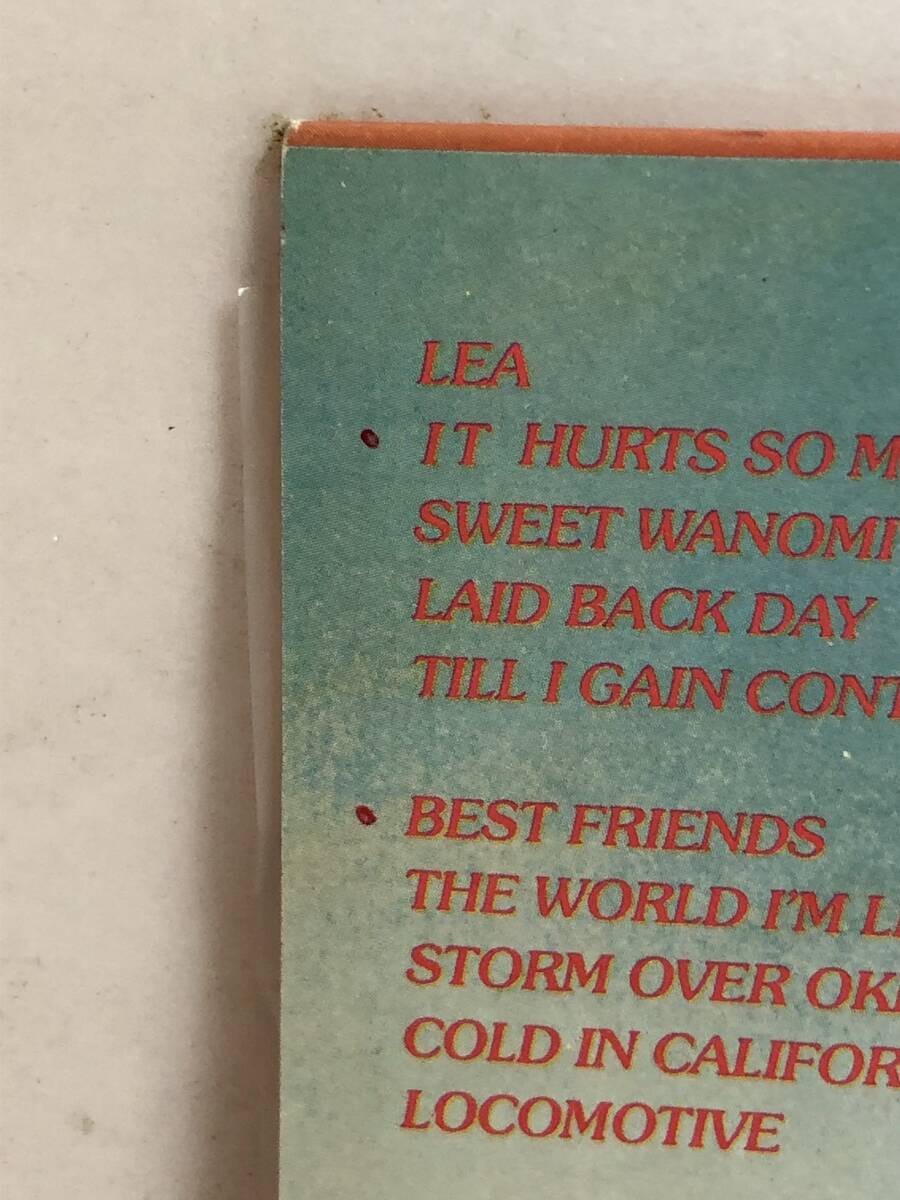 LEA
• IT HURTS SO M
SWEET WANOMI
LAID BACK DAY
TILL I GAIN CONT
• BEST FRIENDS
THE WORLD I'M LI
STORM OVER OK
COLD IN CALIFOR
LOCOMOTIVE